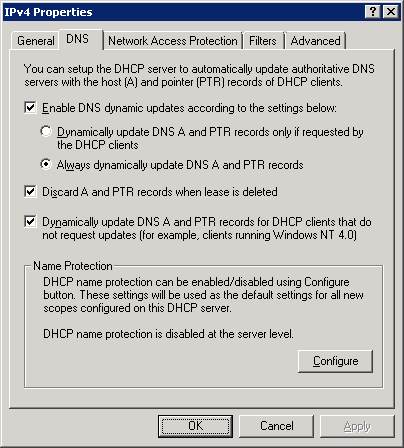 IPv4 Properties
General
DNS
Network Access Protection
Filters
Advanced
You can setup the DHCP server to automatically update authoritative DNS
servers with the host (A) and pointer (PTR) records of DHCP clients.
Enable DNS dynamic updates according to the settings below:
Dynamically update DNS A and PTR records only if requested by
the DHCP clients
Always dynamically update DNS A and PTR records
Discard A and PTR records when lease is deleted
Dynamically update DNS A and PTR records for DHCP clients that do
not request updates (for example, clients running Windows NT 4.0)
Name Protection
DHCP name protection can be enabled/disabled using Configure
button. These settings will be used as the default settings for all new
scopes configured on this DHCP server.
DHCP name protection is disabled at the server level.
Configure
OK
Cancel
Apply